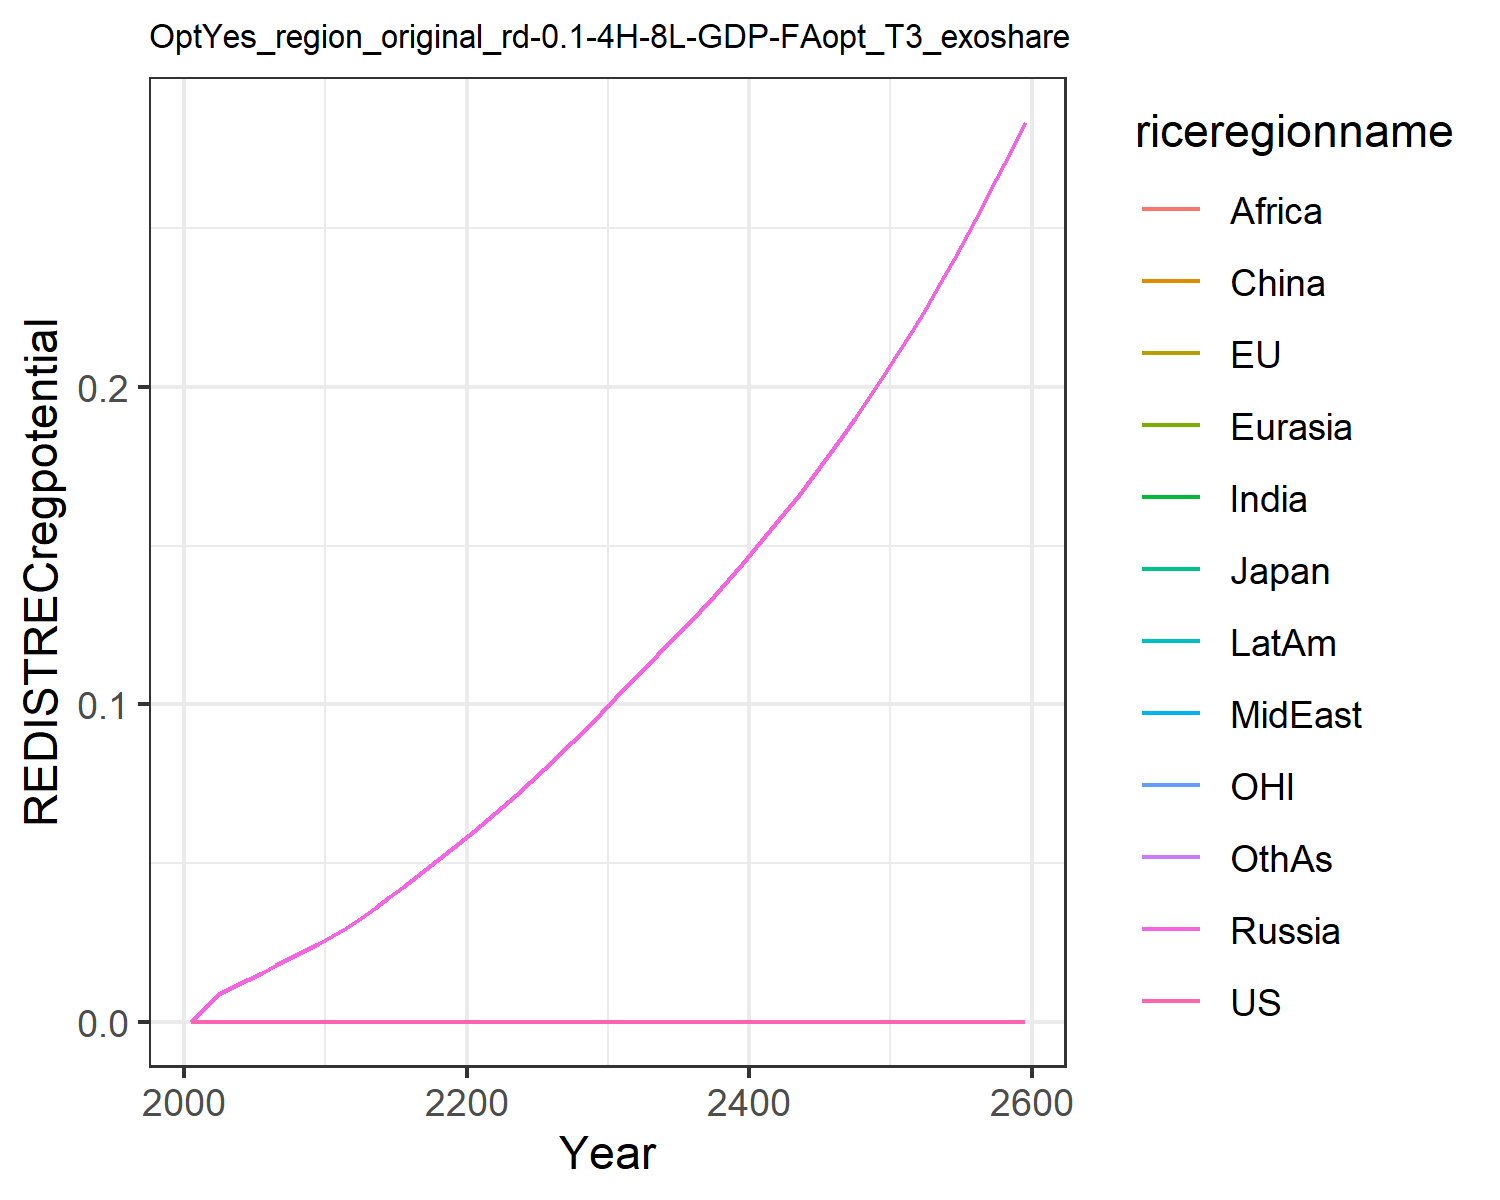 OptYes_region_original_rd-0.1-4H-8L-GDP-FAopt_T3_exoshare
REDISTRECregpotential
0.2
0.1
0.0
2000 2200 2400 2600
Year
riceregionname
Africa
China
EU
Eurasia
India
Japan
LatAm
MidEast
OHI
OthAs
Russia
US